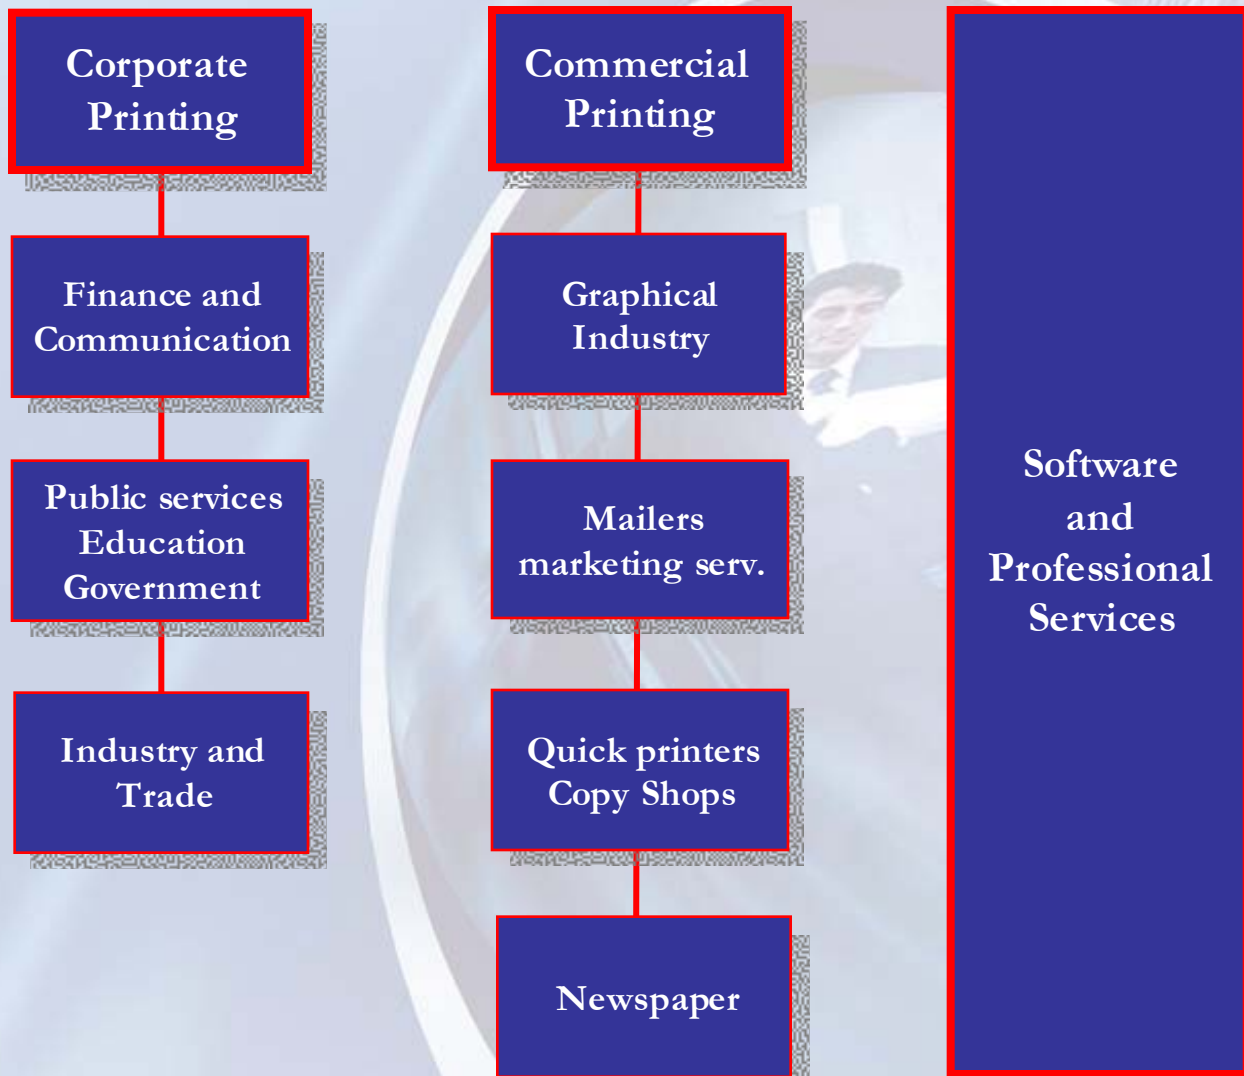 Corporate
Printing
Finance and
Communication
Public services
Education
Government
Industry and
Trade
Commercial
Printing
Graphical
Industry
Mailers
marketing serv.
Quick printers
Copy Shops
Newspaper
Software
and
Professional
Services